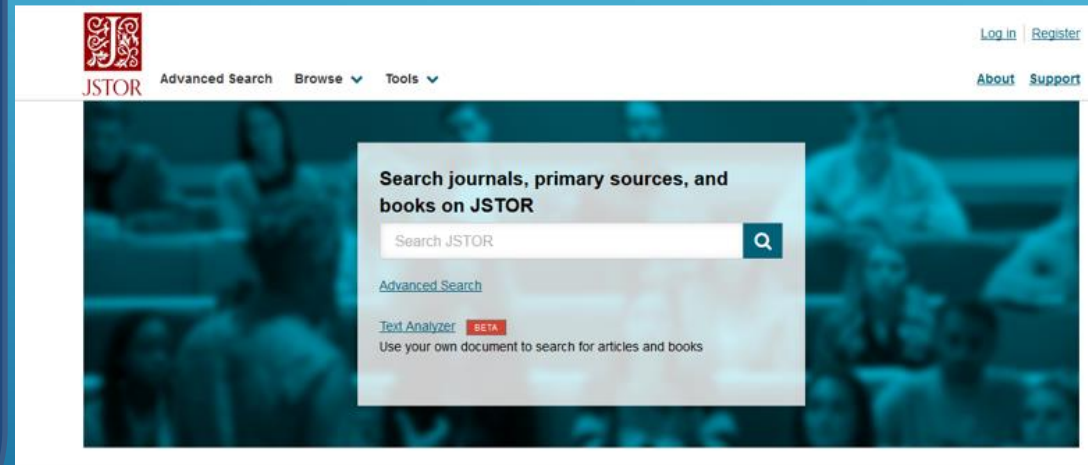 Log in Register
JSTOR Advanced Search Browse Tools About Support
Search journals, primary sources, and
books on JSTOR
Search JSTOR
Advanced Search
Text Analyzer BETA
Use your own document to search for articles and books